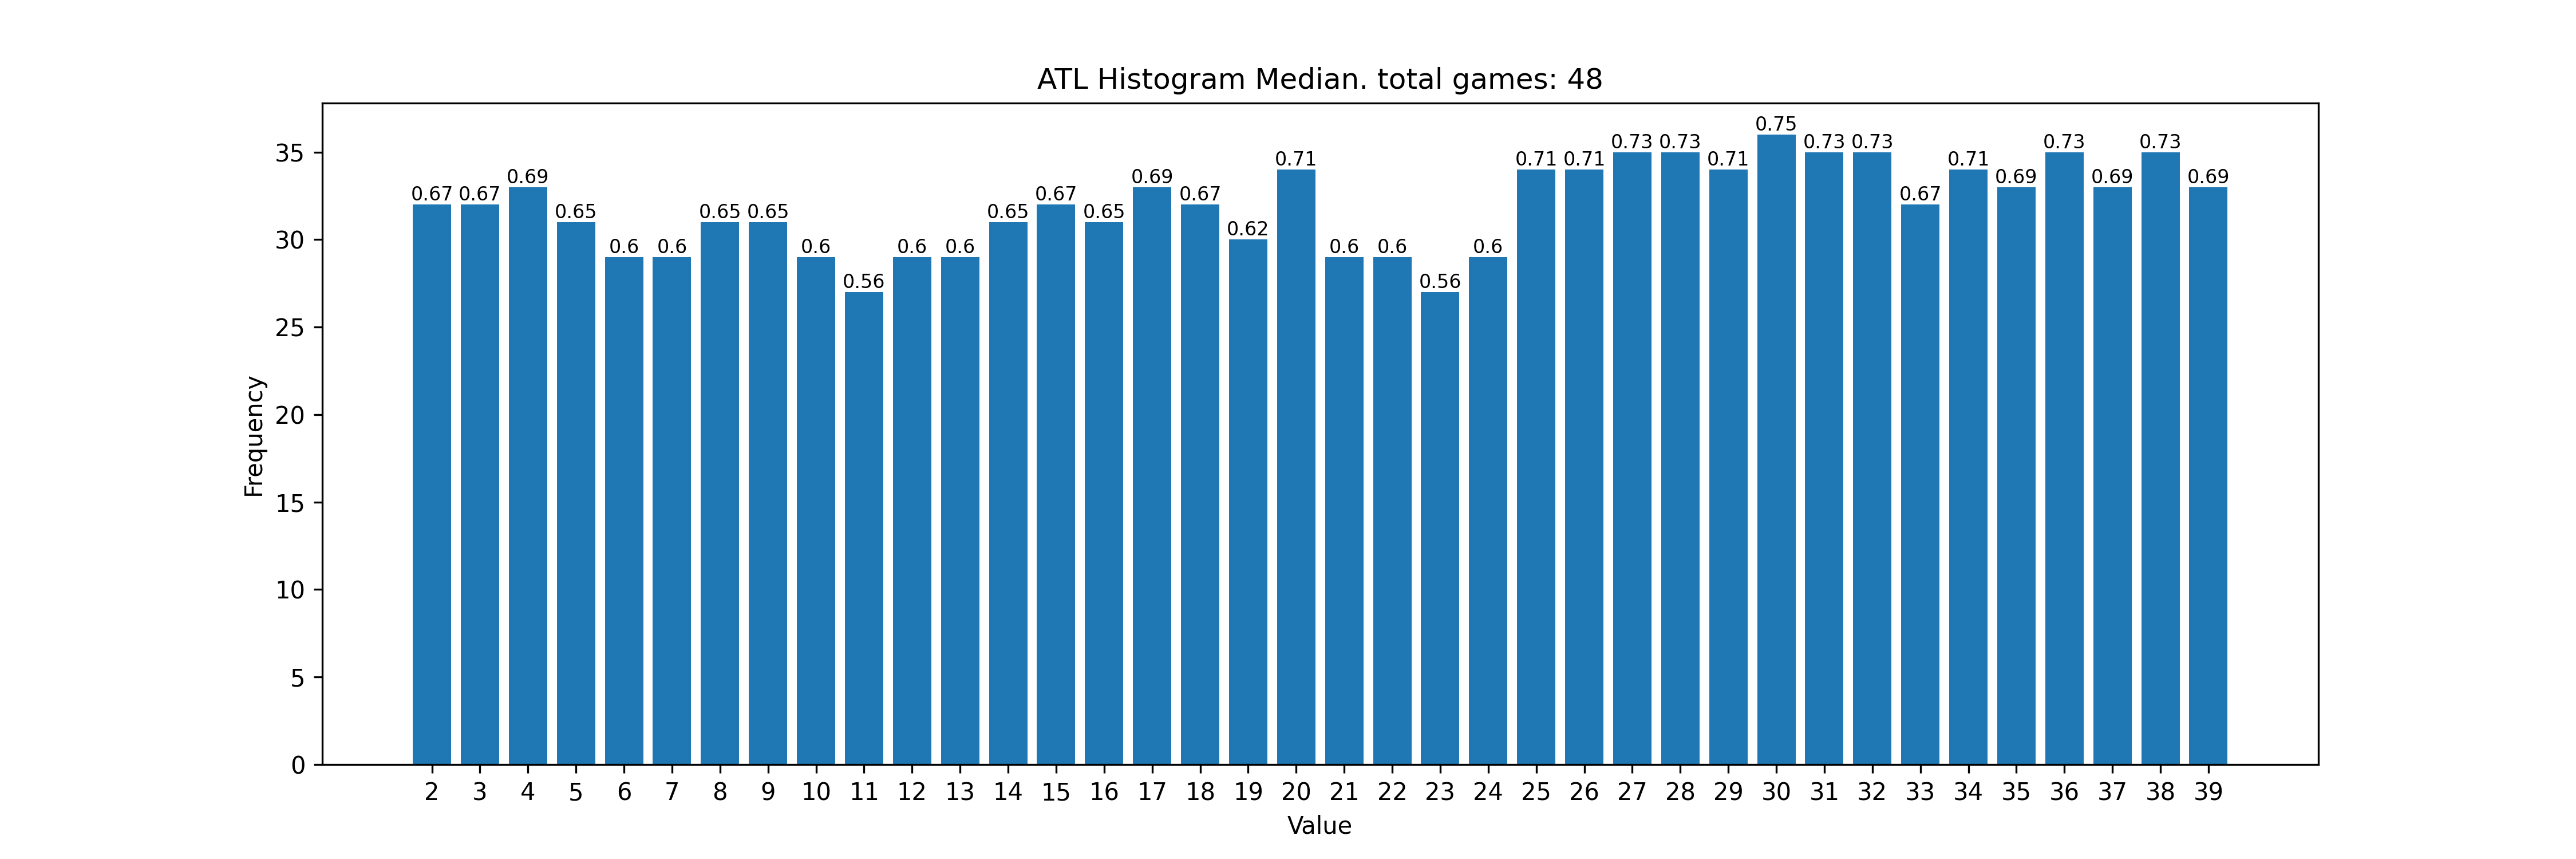 ATL Histogram Median. total games: 48
0.67 0.67 0.69 0.65 0.6 0.6 0.65 0.65 0.6 0.56 0.6 0.6 0.65 0.67 0.65 0.69 0.67 0.62 0.71 0.6 0.6 0.56 0.6 0.71 0.71 0.73 0.73 0.71 0.75 0.73 0.73 0.67 0.71 0.69 0.73 0.69 0.73 0.69
35
30
25
20
15
10
5
0
Frequency
2 3 4 5 6 7 8 9 10 11 12 13 14 15 16 17 18 19 20 21 22 23 24 25 26 27 28 29 30 31 32 33 34 35 36 37 38 39
Value